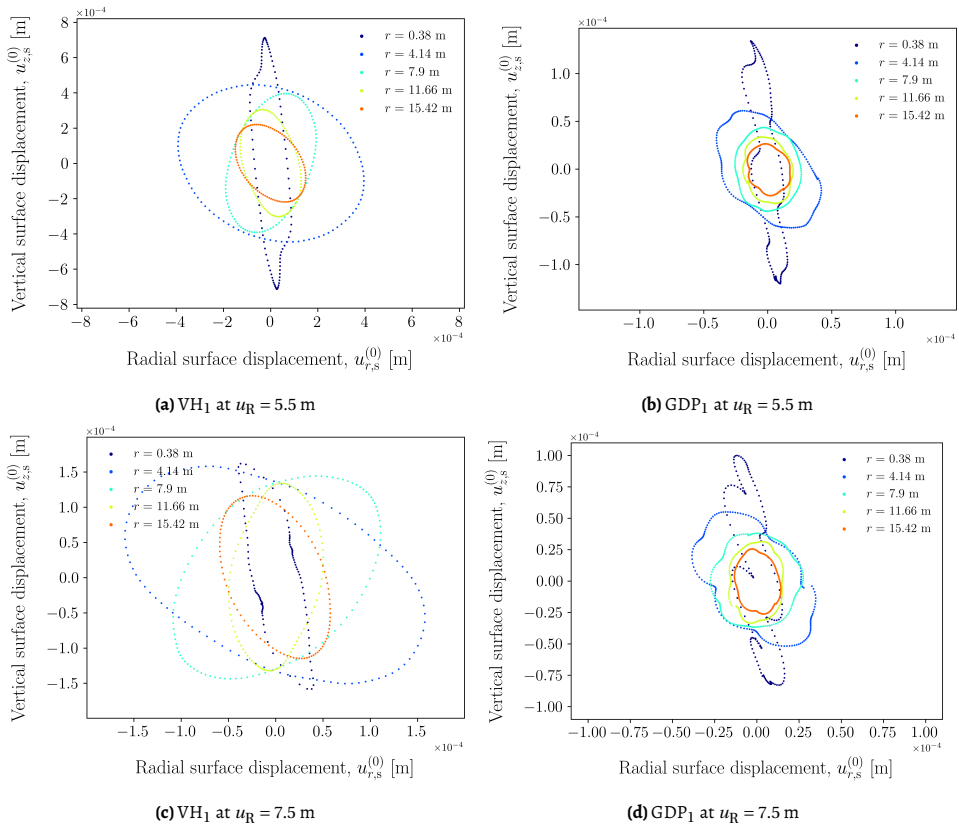 ×10⁻⁴
Vertical surface displacement, u_{z,s}^{(0)} [m]
8
6
4
2
0
−2
−4
−6
−8
r = 0.38 m
r = 4.14 m
r = 7.9 m
r = 11.66 m
r = 15.42 m
−8 −6 −4 −2 0 2 4 6 8
×10⁻⁴
Radial surface displacement, u_{r,s}^{(0)} [m]
(a) VH₁ at u_R = 5.5 m
×10⁻⁴
Vertical surface displacement, u_{z,s}^{(0)} [m]
1.0
0.5
0.0
−0.5
−1.0
r = 0.38 m
r = 4.14 m
r = 7.9 m
r = 11.66 m
r = 15.42 m
−1.0 −0.5 0.0 0.5 1.0
×10⁻⁴
Radial surface displacement, u_{r,s}^{(0)} [m]
(b) GDP₁ at u_R = 5.5 m
×10⁻⁴
Vertical surface displacement, u_{z,s}^{(0)} [m]
1.5
1.0
0.5
0.0
−0.5
−1.0
−1.5
r = 0.38 m
r = 4.14 m
r = 7.9 m
r = 11.66 m
r = 15.42 m
−1.5 −1.0 −0.5 0.0 0.5 1.0 1.5
×10⁻⁴
Radial surface displacement, u_{r,s}^{(0)} [m]
(c) VH₁ at u_R = 7.5 m
×10⁻⁴
Vertical surface displacement, u_{z,s}^{(0)} [m]
1.00
0.75
0.50
0.25
0.00
−0.25
−0.50
−0.75
−1.00
r = 0.38 m
r = 4.14 m
r = 7.9 m
r = 11.66 m
r = 15.42 m
−1.00 −0.75 −0.50 −0.25 0.00 0.25 0.50 0.75 1.00
×10⁻⁴
Radial surface displacement, u_{r,s}^{(0)} [m]
(d) GDP₁ at u_R = 7.5 m